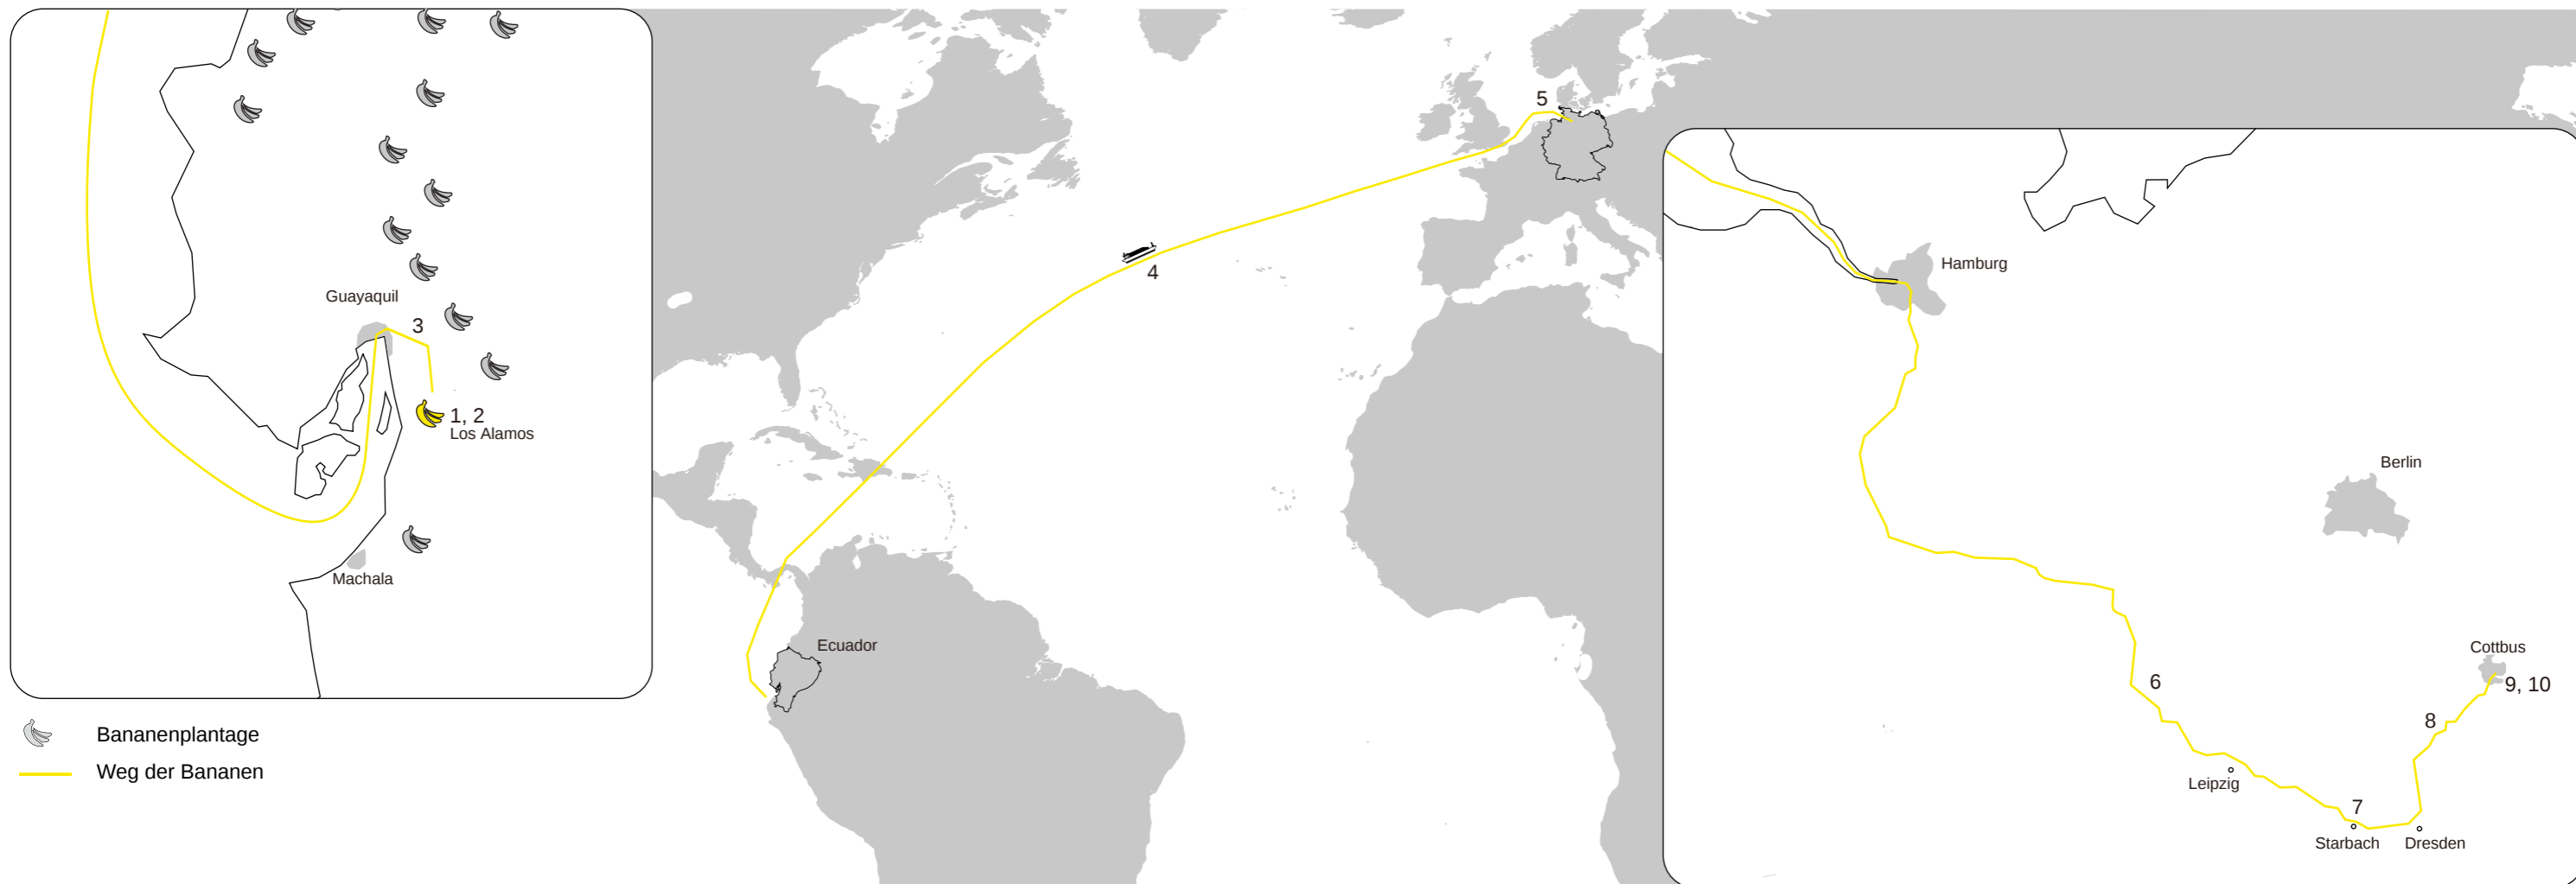 Guayaquil
3
1, 2
Los Alamos
Machala
Bananenplantage
Weg der Bananen
Ecuador
4
5
Hamburg
Berlin
Cottbus
9, 10
8
6
Leipzig
7
Starbach
Dresden